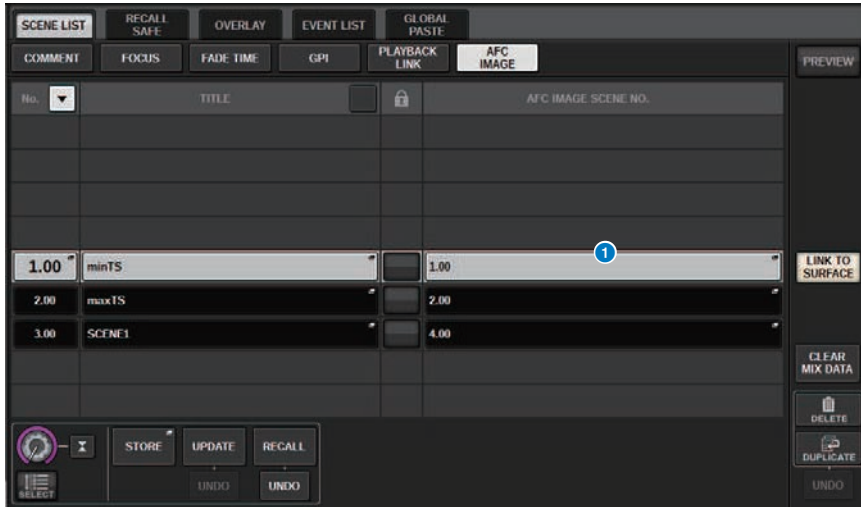 SCENE LIST
RECALL
SAFE
OVERLAY
EVENT LIST
GLOBAL
PASTE
COMMENT
FOCUS
FADE TIME
GPI
PLAYBACK
LINK
AFC
IMAGE
PREVIEW
No.
TITLE
AFC IMAGE SCENE NO.
1
1.00
minTS
1.00
LINK TO
SURFACE
2.00
maxTS
2.00
3.00
SCENE1
4.00
CLEAR
MIX DATA
DELETE
STORE
UPDATE
RECALL
DUPLICATE
SELECT
UNDO
UNDO
UNDO